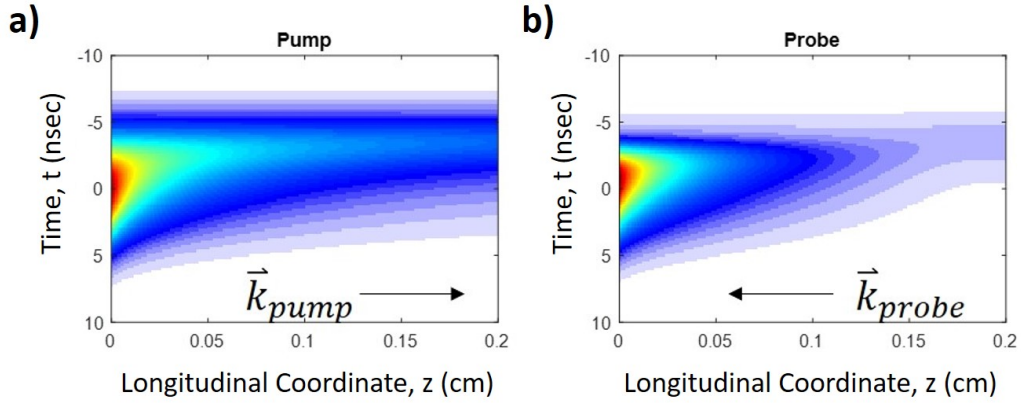 a)
Pump
-10
-5
0
5
10
Time, t (nsec)
k⃗pump
0
0.05
0.1
0.15
0.2
Longitudinal Coordinate, z (cm)
b)
Probe
-10
-5
0
5
10
Time, t (nsec)
k⃗probe
0
0.05
0.1
0.15
0.2
Longitudinal Coordinate, z (cm)